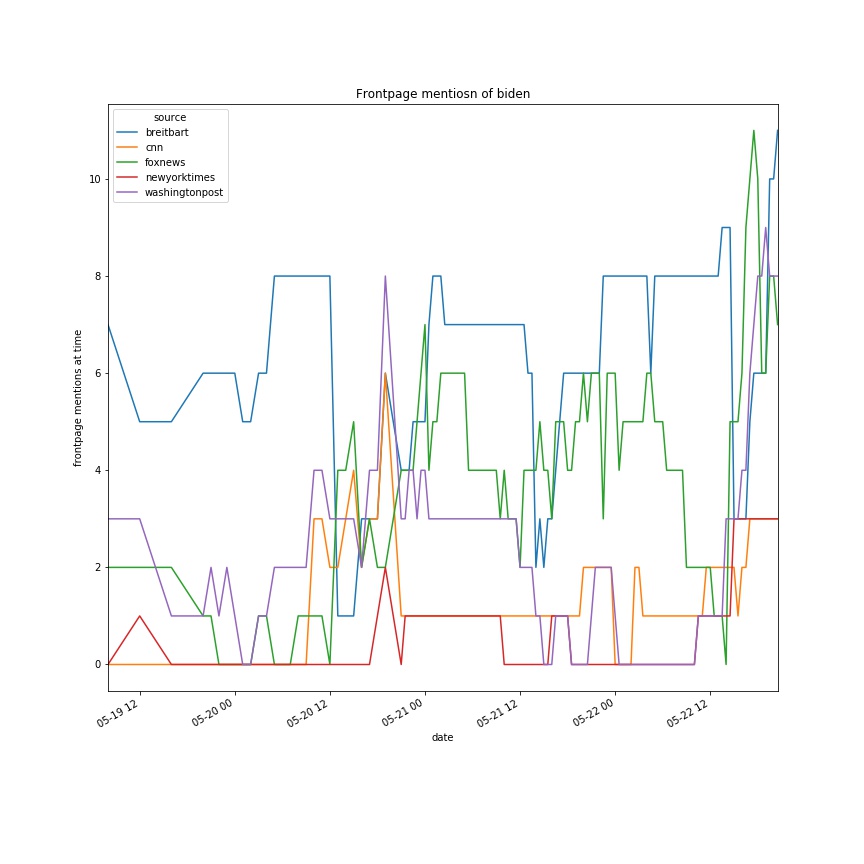 Frontpage mentiosn of biden
source
breitbart
cnn
foxnews
newyorktimes
washingtonpost
frontpage mentions at time
10
8
6
4
2
0
05-19 12
05-20 00
05-20 12
05-21 00
05-21 12
05-22 00
05-22 12
date